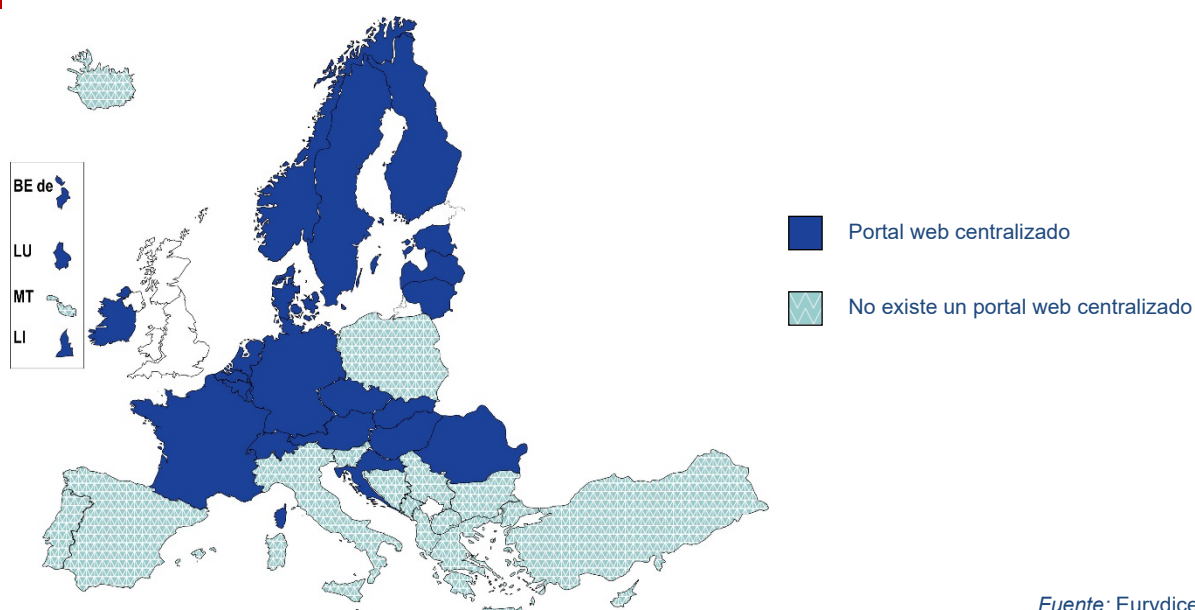 BE de
LU
MT
LI
Portal web centralizado
No existe un portal web centralizado
Fuente: Eurydice